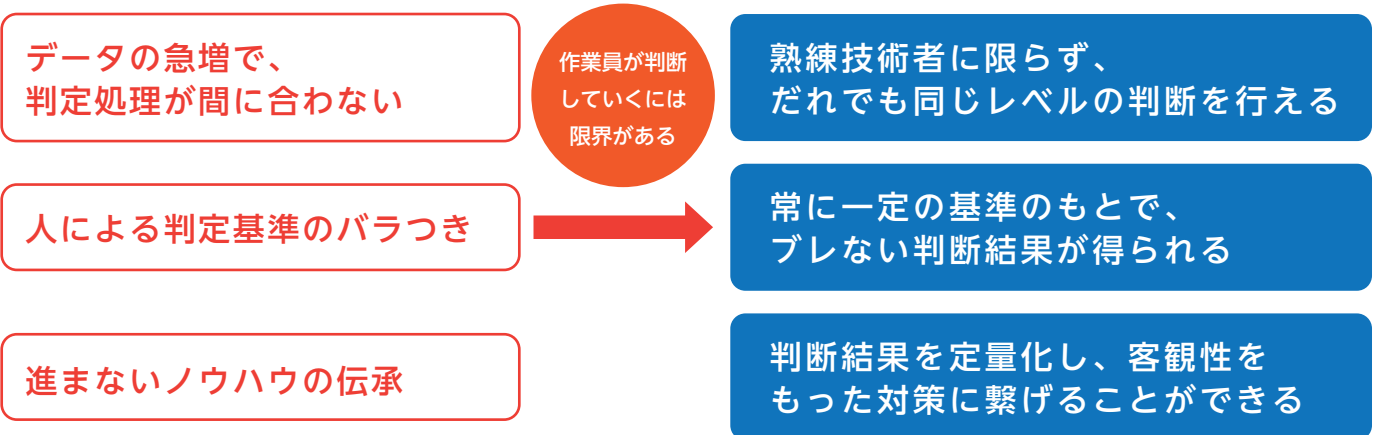 データの急増で、
判定処理が間に合わない
人による判定基準のバラつき
進まないノウハウの伝承
作業員が判断
していくには
限界がある
熟練技術者に限らず、
だれでも同じレベルの判断を行える
常に一定の基準のもとで、
ブレない判断結果が得られる
判断結果を定量化し、客観性を
もった対策に繋げることができる